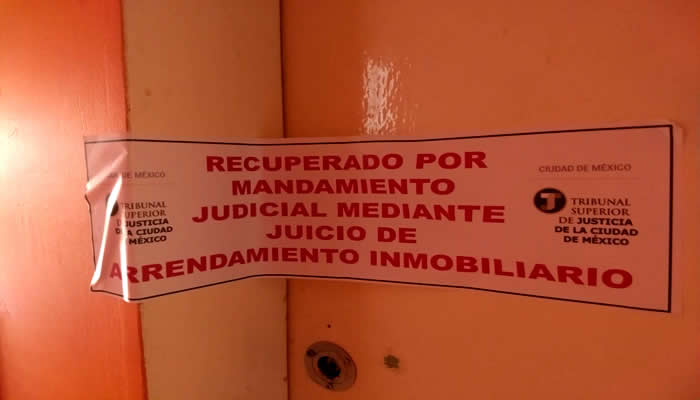 RECUPERADO POR
MANDAMIENTO
JUDICIAL MEDIANTE
JUICIO DE
ARRENDAMIENTO INMOBILIARIO
DE MÉXICO
TRIBUNAL
SUPERIOR
DE JUSTICIA
DE LA CIUDAD
DE MÉXICO
CIUDAD DE MÉXICO
TRIBUNAL
SUPERIOR
DE JUSTICIA
DE LA CIUDAD
DE MÉXICO